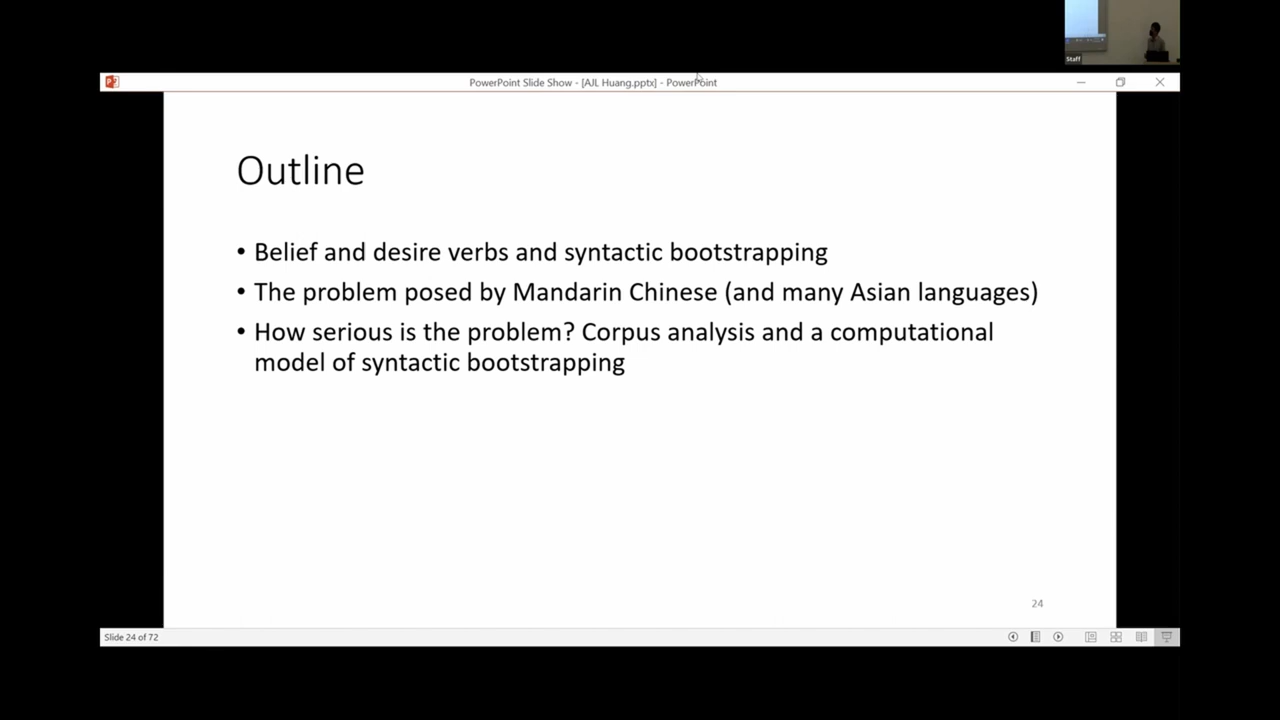 Staff
PowerPoint Slide Show - [AJL Huang.pptx] - PowerPoint
Outline
• Belief and desire verbs and syntactic bootstrapping
• The problem posed by Mandarin Chinese (and many Asian languages)
• How serious is the problem? Corpus analysis and a computational
model of syntactic bootstrapping
24
Slide 24 of 72